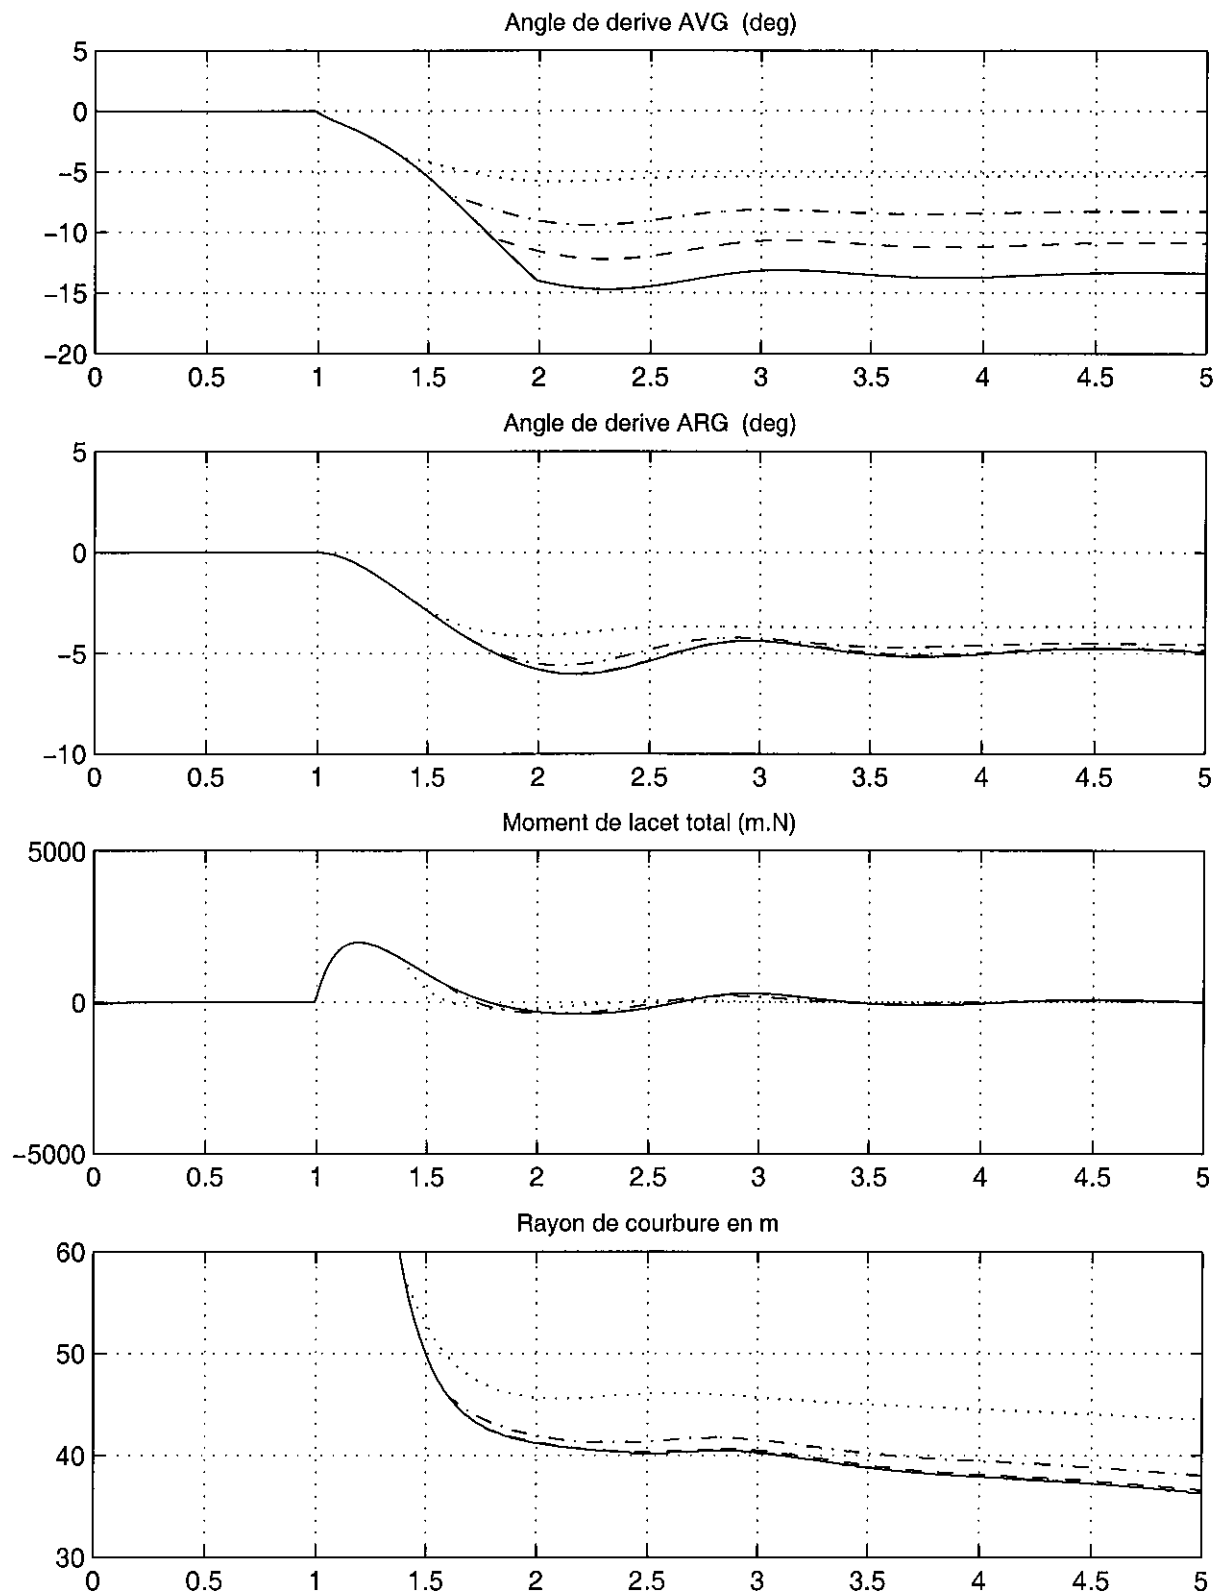 Angle de derive AVG (deg)
5
0
−5
−10
−15
−20
0 0.5 1 1.5 2 2.5 3 3.5 4 4.5 5
Angle de derive ARG (deg)
5
0
−5
−10
0 0.5 1 1.5 2 2.5 3 3.5 4 4.5 5
Moment de lacet total (m.N)
5000
0
−5000
0 0.5 1 1.5 2 2.5 3 3.5 4 4.5 5
Rayon de courbure en m
60
50
40
30
0 0.5 1 1.5 2 2.5 3 3.5 4 4.5 5